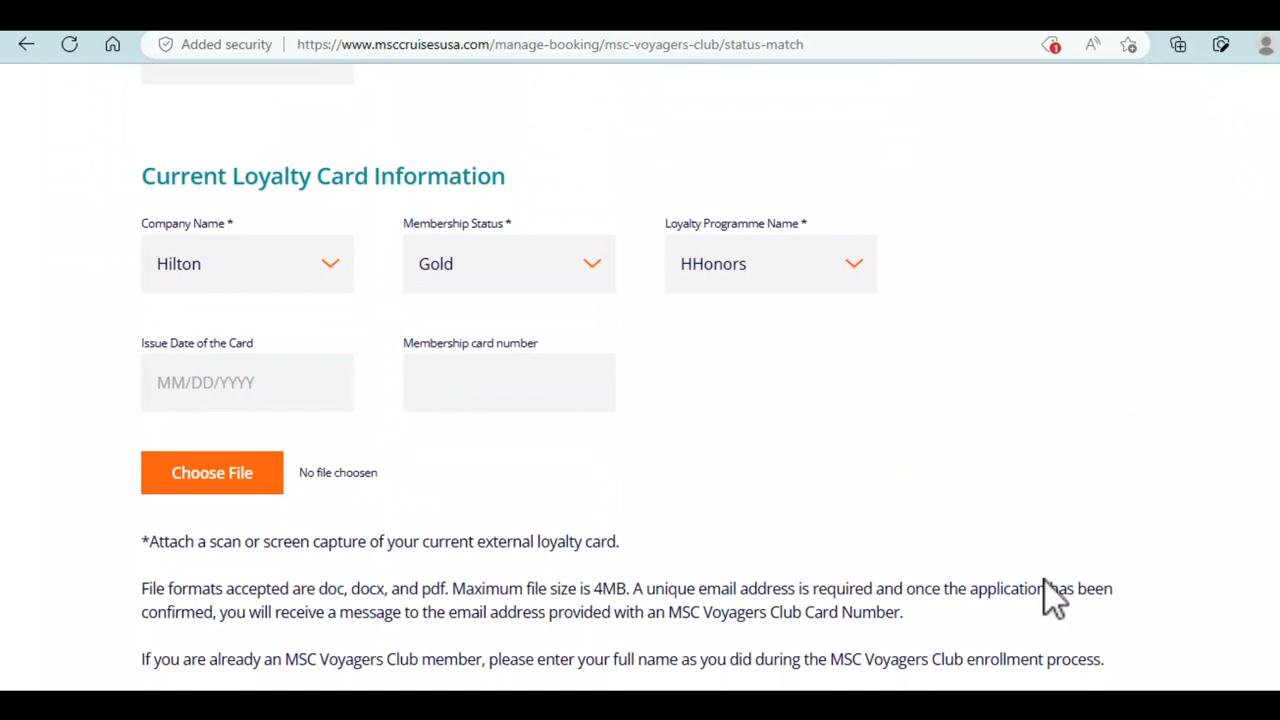 Added security
https://www.msccruisesusa.com/manage-booking/msc-voyagers-club/status-match
1
Current Loyalty Card Information
Company Name * Membership Status * Loyalty Programme Name *
Hilton Gold HHonors
Issue Date of the Card Membership card number
MM/DD/YYYY
Choose File No file choosen
*Attach a scan or screen capture of your current external loyalty card.
File formats accepted are doc, docx, and pdf. Maximum file size is 4MB. A unique email address is required and once the application has been
confirmed, you will receive a message to the email address provided with an MSC Voyagers Club Card Number.
If you are already an MSC Voyagers Club member, please enter your full name as you did during the MSC Voyagers Club enrollment process.